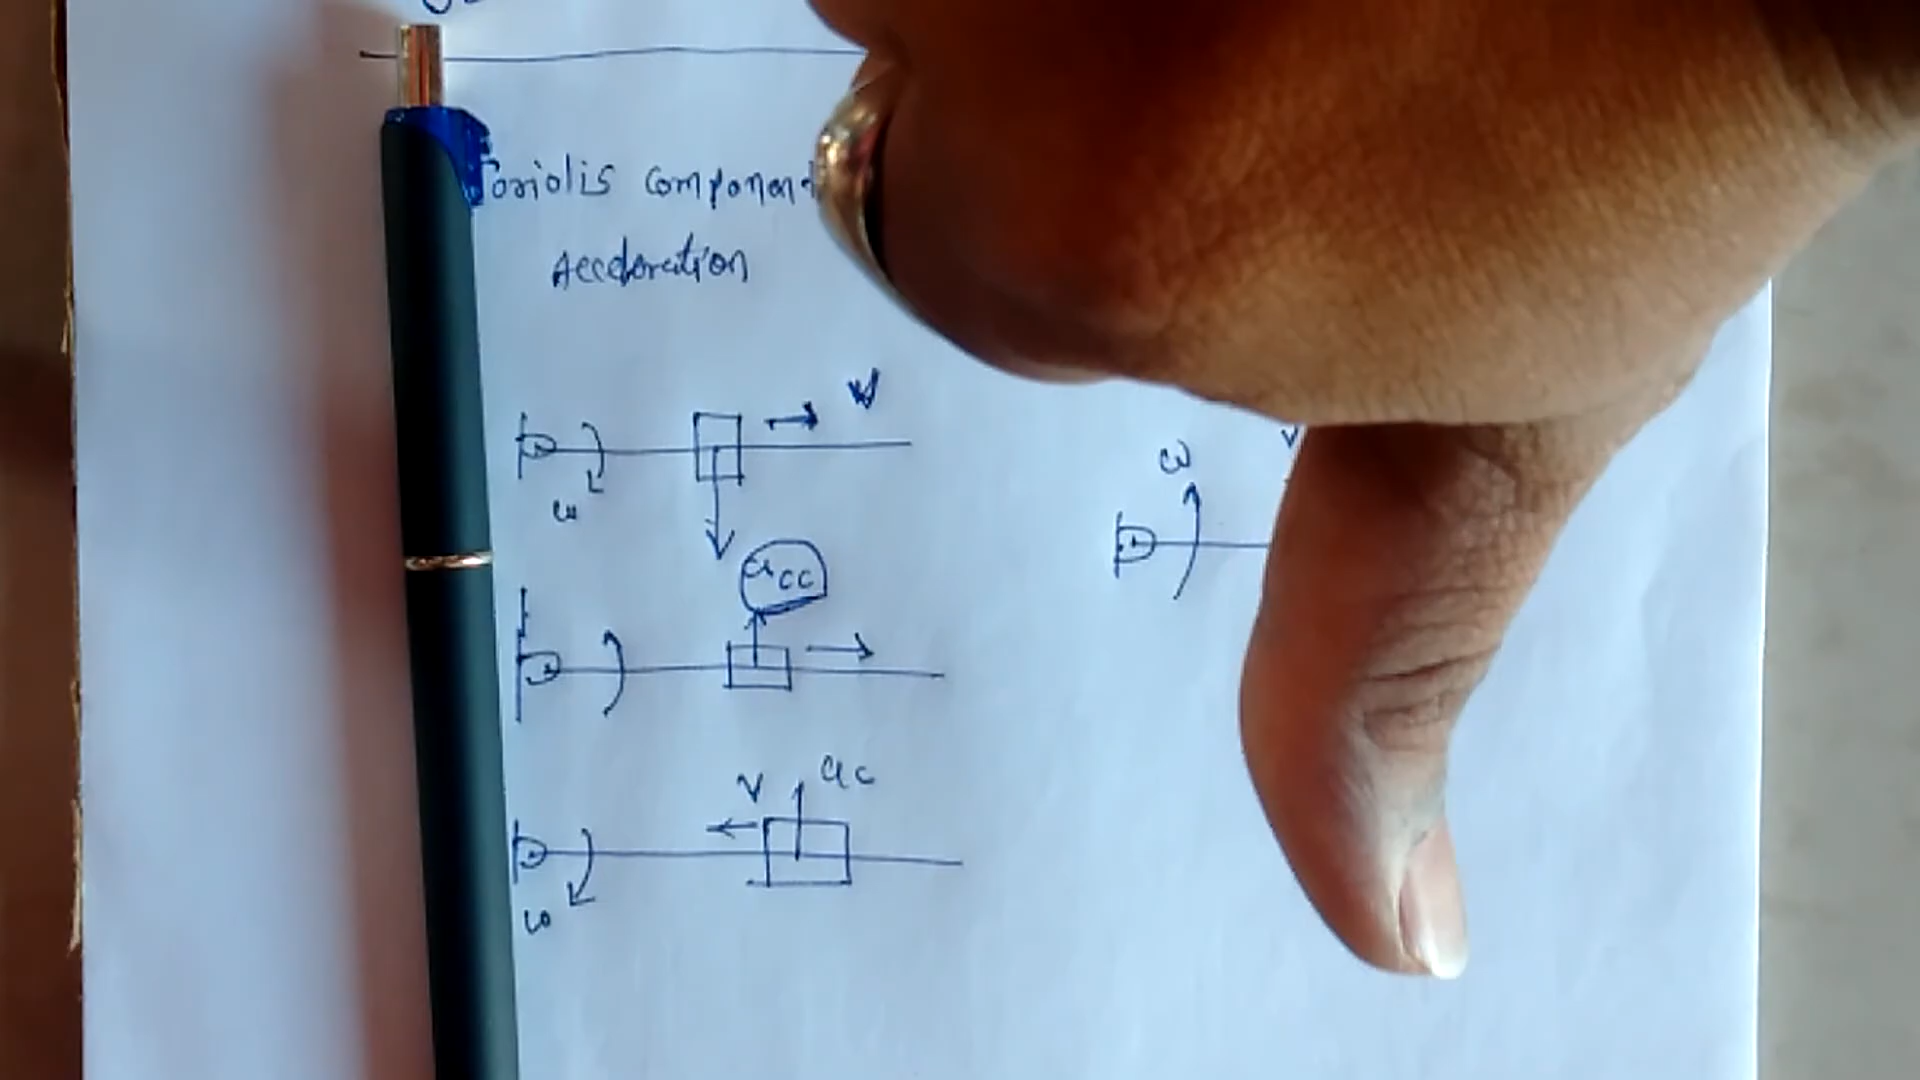 Coriolis component
Acceleration
V
ω
acc
V ac
ω
ω
V